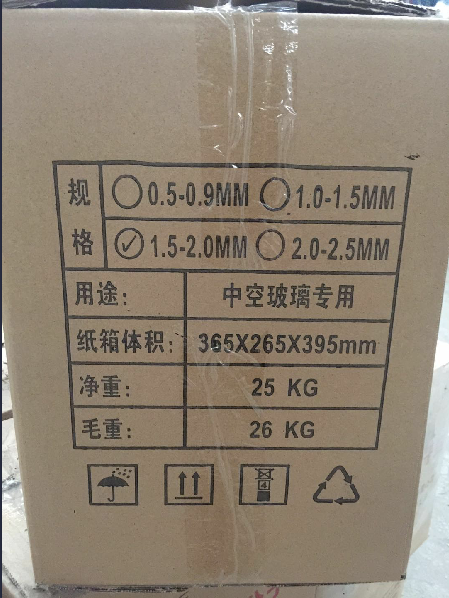 规格 0.5-0.9MM 1.0-1.5MM
1.5-2.0MM 2.0-2.5MM
用途: 中空玻璃专用
纸箱体积: 365X265X395mm
净重: 25 KG
毛重: 26 KG
4